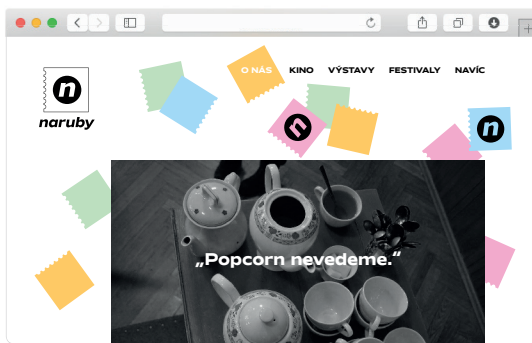 O NÁS KINO VÝSTAVY FESTIVALY NAVÍC
n
naruby
n
n
„Popcorn nevedeme.“